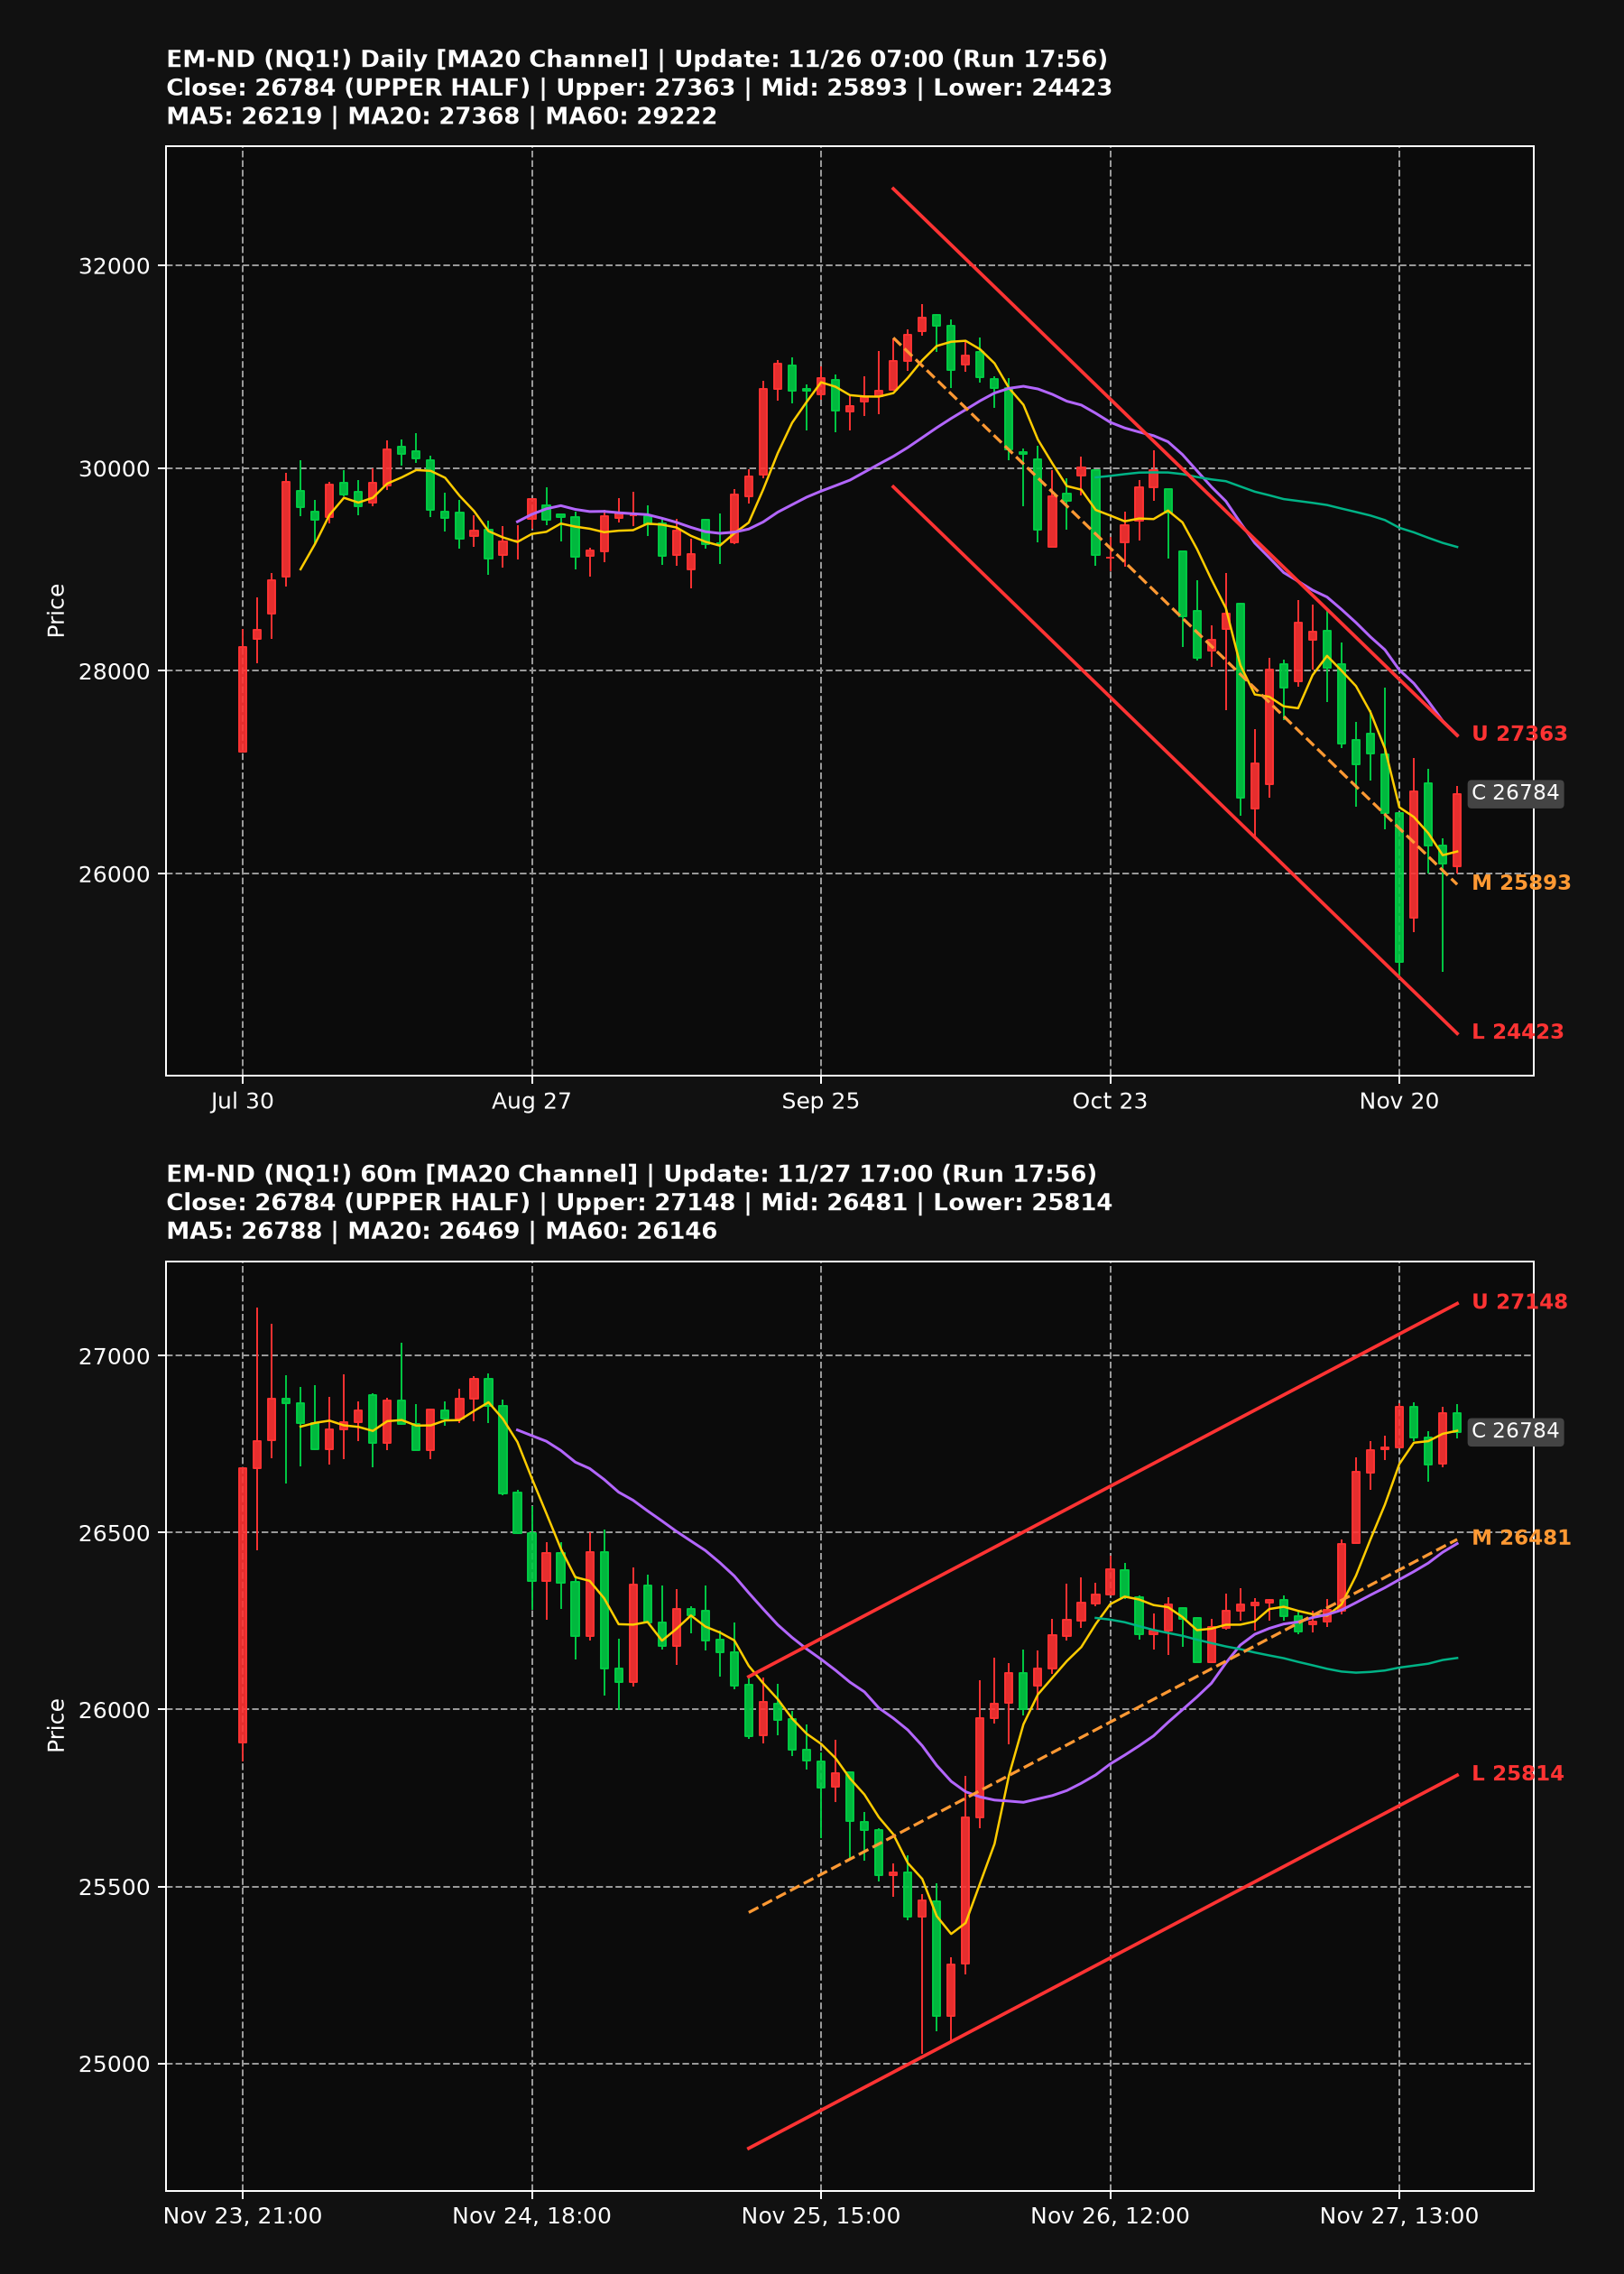 EM-ND (NQ1!) Daily [MA20 Channel] | Update: 11/26 07:00 (Run 17:56)
Close: 26784 (UPPER HALF) | Upper: 27363 | Mid: 25893 | Lower: 24423
MA5: 26219 | MA20: 27368 | MA60: 29222
32000
30000
28000
26000
Price
U 27363
C 26784
M 25893
L 24423
Jul 30
Aug 27
Sep 25
Oct 23
Nov 20
EM-ND (NQ1!) 60m [MA20 Channel] | Update: 11/27 17:00 (Run 17:56)
Close: 26784 (UPPER HALF) | Upper: 27148 | Mid: 26481 | Lower: 25814
MA5: 26788 | MA20: 26469 | MA60: 26146
27000
26500
26000
25500
25000
Price
U 27148
C 26784
M 26481
L 25814
Nov 23, 21:00
Nov 24, 18:00
Nov 25, 15:00
Nov 26, 12:00
Nov 27, 13:00